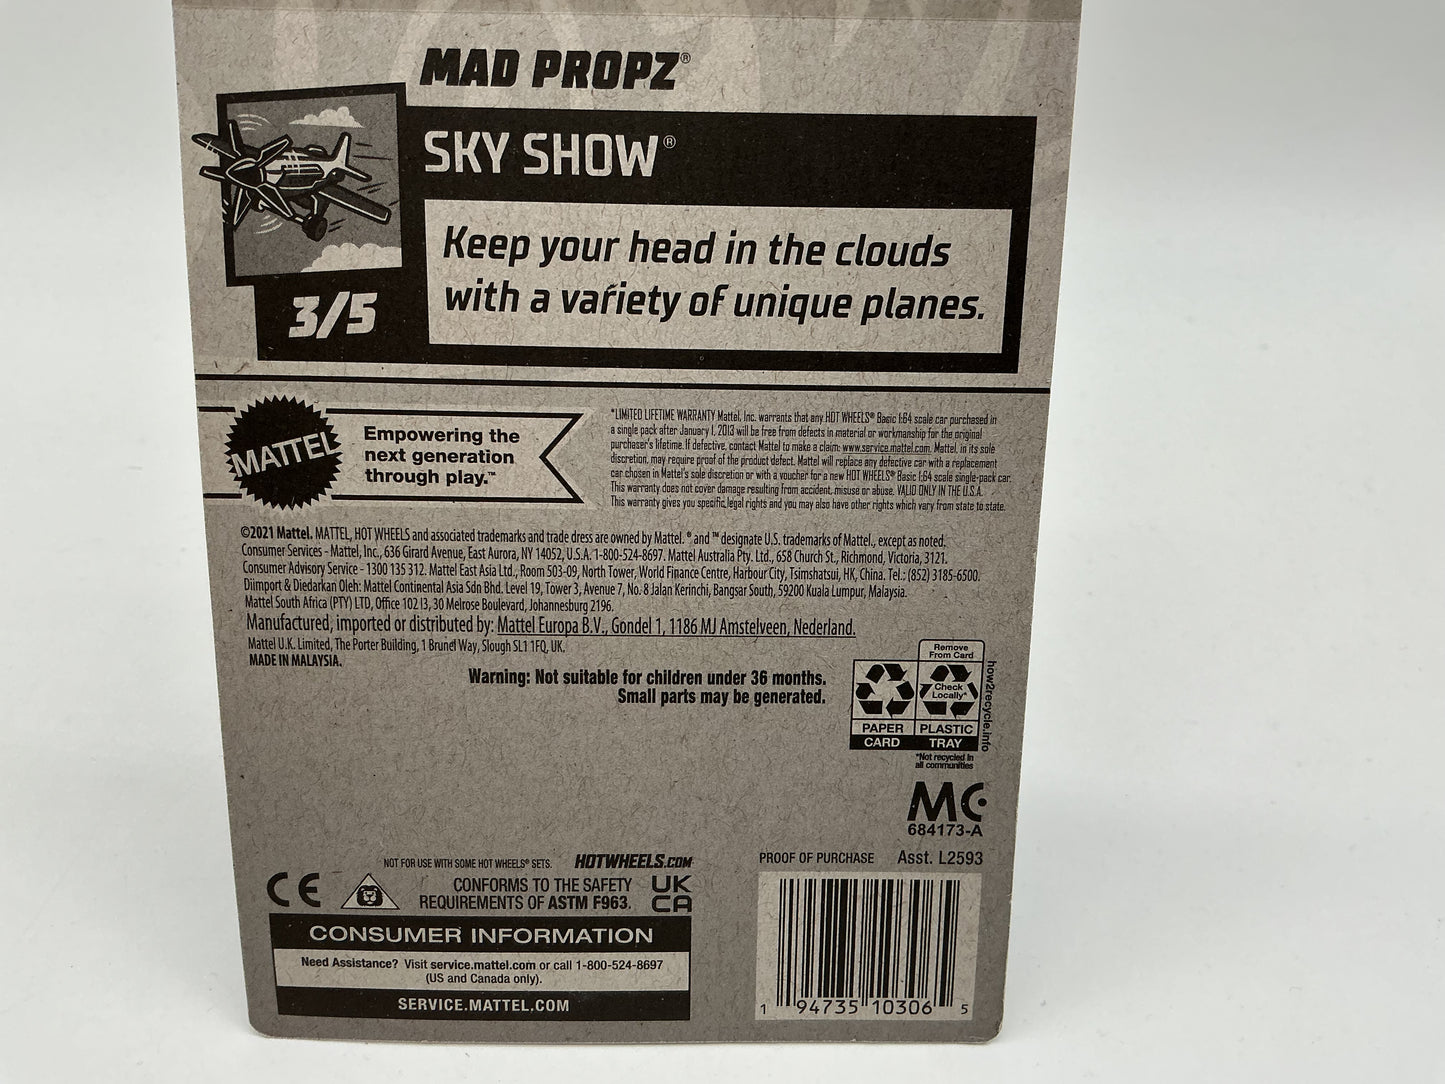 MAD PROPZ®
SKY SHOW®
Keep your head in the clouds
with a variety of unique planes.
3/5
MATTEL
Empowering the
next generation
through play.™
*LIMITED LIFETIME WARRANTY Mattel, Inc. warrants that any HOT WHEELS® Basic 1:64 scale car purchased in
a single pack after January 1, 2013 will be free from defects in material or workmanship for the original
purchaser's lifetime. If defective, contact Mattel to make a claim: www.service.mattel.com. Mattel, in its sole
discretion, may require proof of the product defect. Mattel will replace any defective car with a replacement
car chosen in Mattel's sole discretion or with a voucher for a new HOT WHEELS® Basic 1:64 scale single-pack car.
This warranty does not cover damage resulting from accident, misuse or abuse. VALID ONLY IN THE U.S.A.
This warranty gives you specific legal rights and you may also have other rights which vary from state to state.
©2021 Mattel. MATTEL, HOT WHEELS and associated trademarks and trade dress are owned by Mattel. ® and ™ designate U.S. trademarks of Mattel., except as noted.
Consumer Services - Mattel, Inc., 636 Girard Avenue, East Aurora, NY 14052, U.S.A. 1-800-524-8697. Mattel Australia Pty. Ltd., 658 Church St., Richmond, Victoria, 3121.
Consumer Advisory Service - 1300 135 312. Mattel East Asia Ltd., Room 503-09, North Tower, World Finance Centre, Harbour City, Tsimshatsui, HK, China. Tel.: (852) 3185-6500.
Diimport & Diedarkan Oleh: Mattel Continental Asia Sdn Bhd. Level 19, Tower 3, Avenue 7, No. 8 Jalan Kerinchi, Bangsar South, 59200 Kuala Lumpur, Malaysia.
Mattel South Africa (PTY) LTD, Office 102 I3, 30 Melrose Boulevard, Johannesburg 2196.
Manufactured, imported or distributed by: Mattel Europa B.V., Gondel 1, 1186 MJ Amstelveen, Nederland.
Mattel U.K. Limited, The Porter Building, 1 Brunel Way, Slough SL1 1FQ, UK.
MADE IN MALAYSIA.
Warning: Not suitable for children under 36 months.
Small parts may be generated.
Remove
From Card
Check
Locally*
PAPER
CARD
PLASTIC
TRAY
how2recycle.info
*Not recycled in
all communities
MC
684173-A
NOT FOR USE WITH SOME HOT WHEELS® SETS.
HOTWHEELS.COM
CE
CONFORMS TO THE SAFETY
REQUIREMENTS OF ASTM F963.
UK
CA
CONSUMER INFORMATION
Need Assistance? Visit service.mattel.com or call 1-800-524-8697
(US and Canada only).
SERVICE.MATTEL.COM
PROOF OF PURCHASE Asst. L2593
1 94735 10306 5